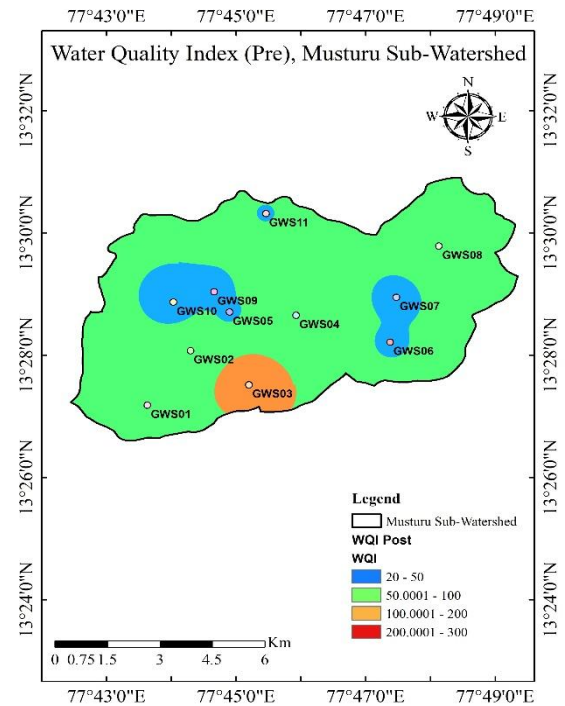 77°43'0"E 77°45'0"E 77°47'0"E 77°49'0"E
Water Quality Index (Pre), Musturu Sub-Watershed
N
W E
S
13°32'0"N 13°32'0"N
13°30'0"N 13°30'0"N
13°28'0"N 13°28'0"N
13°26'0"N 13°26'0"N
13°24'0"N 13°24'0"N
GWS11
GWS08
GWS09
GWS10
GWS05
GWS07
GWS04
GWS06
GWS02
GWS03
GWS01
Legend
Musturu Sub-Watershed
WQI Post
WQI
20 - 50
50.0001 - 100
100.0001 - 200
200.0001 - 300
Km
0 0.75 1.5 3 4.5 6
77°43'0"E 77°45'0"E 77°47'0"E 77°49'0"E